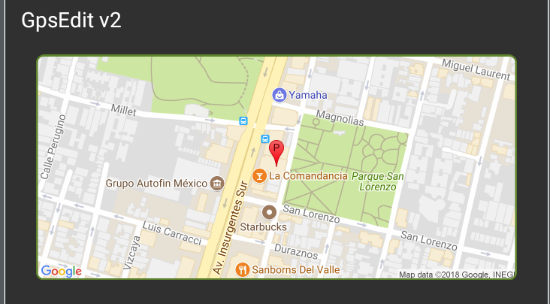 GpsEdit v2
Miguel Laurent
Yamaha
Millet
Magnolias
Calle Perugino
P
La Comandancia
Parque San
Lorenzo
Grupo Autofin México
Av. Insurgentes Sur
San Lorenzo
San Lorenzo
Starbucks
Luis Carracci
Vizcaya
Duraznos
Sanborns Del Valle
Google
Map data ©2018 Google, INEGI